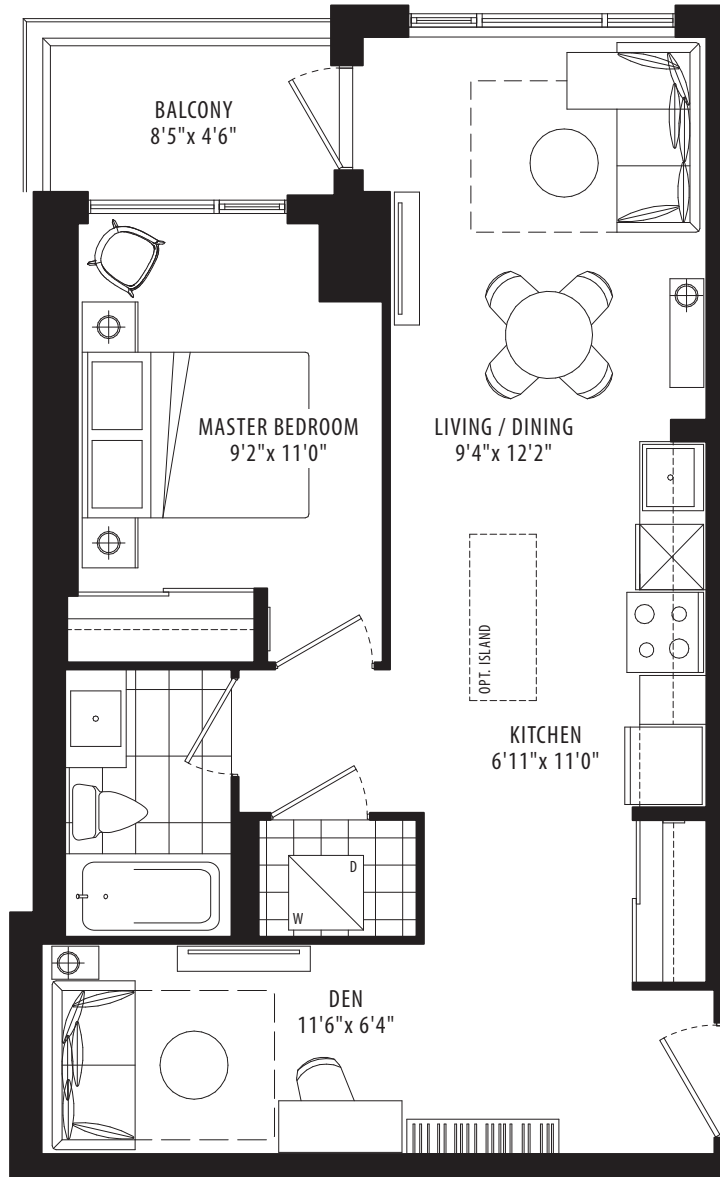 BALCONY
8'5"x 4'6"
MASTER BEDROOM
9'2"x 11'0"
LIVING / DINING
9'4"x 12'2"
OPT. ISLAND
KITCHEN
6'11"x 11'0"
D
W
DEN
11'6"x 6'4"